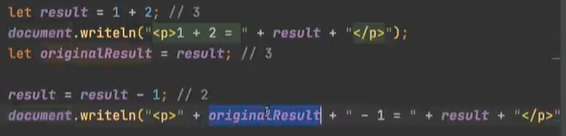 let result = 1 + 2; // 3
document.writeln("<p>1 + 2 = " + result + "</p>");
let originalResult = result; // 3
result = result - 1; // 2
document.writeln("<p>" + originalResult + " - 1 = " + result + "</p>"